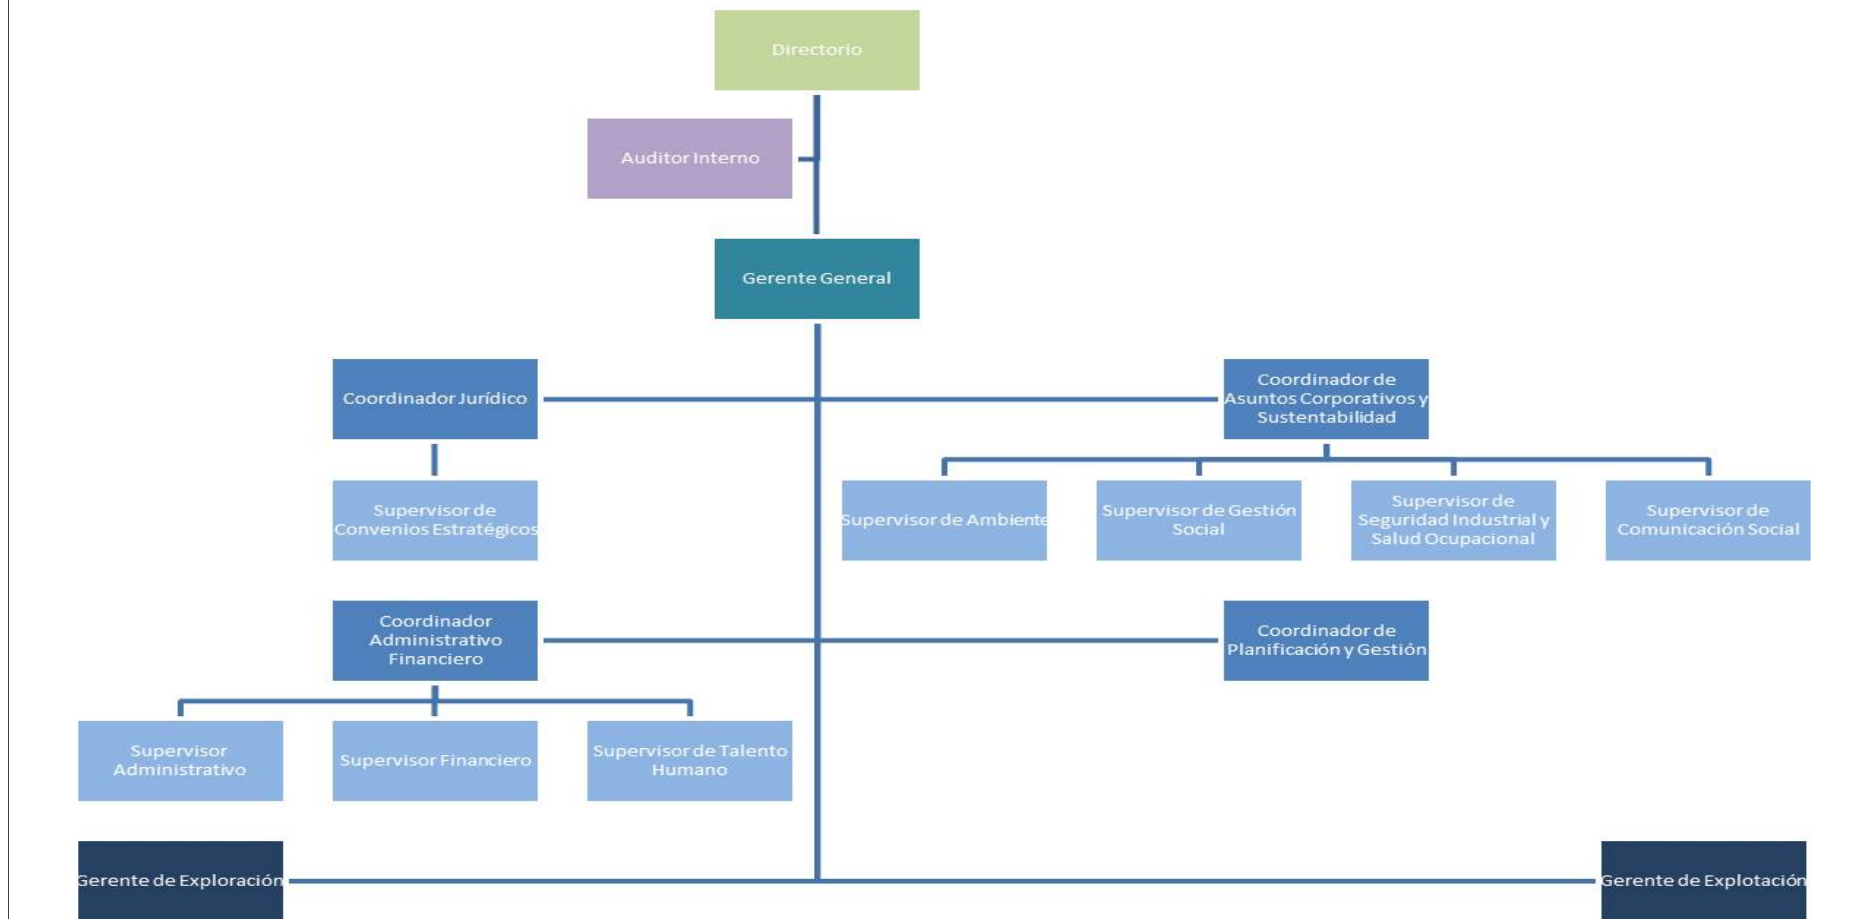 Directorio
Auditor Interno
Gerente General
Coordinador Jurídico
Coordinador de
Asuntos Corporativos y
Sustentabilidad
Supervisor de
Convenios Estratégicos
Supervisor de Ambiente
Supervisor de Gestión
Social
Supervisor de
Seguridad Industrial y
Salud Ocupacional
Supervisor de
Comunicación Social
Coordinador
Administrativo
Financiero
Coordinador de
Planificación y Gestión
Supervisor
Administrativo
Supervisor Financiero
Supervisor de Talento
Humano
Gerente de Exploración
Gerente de Explotación